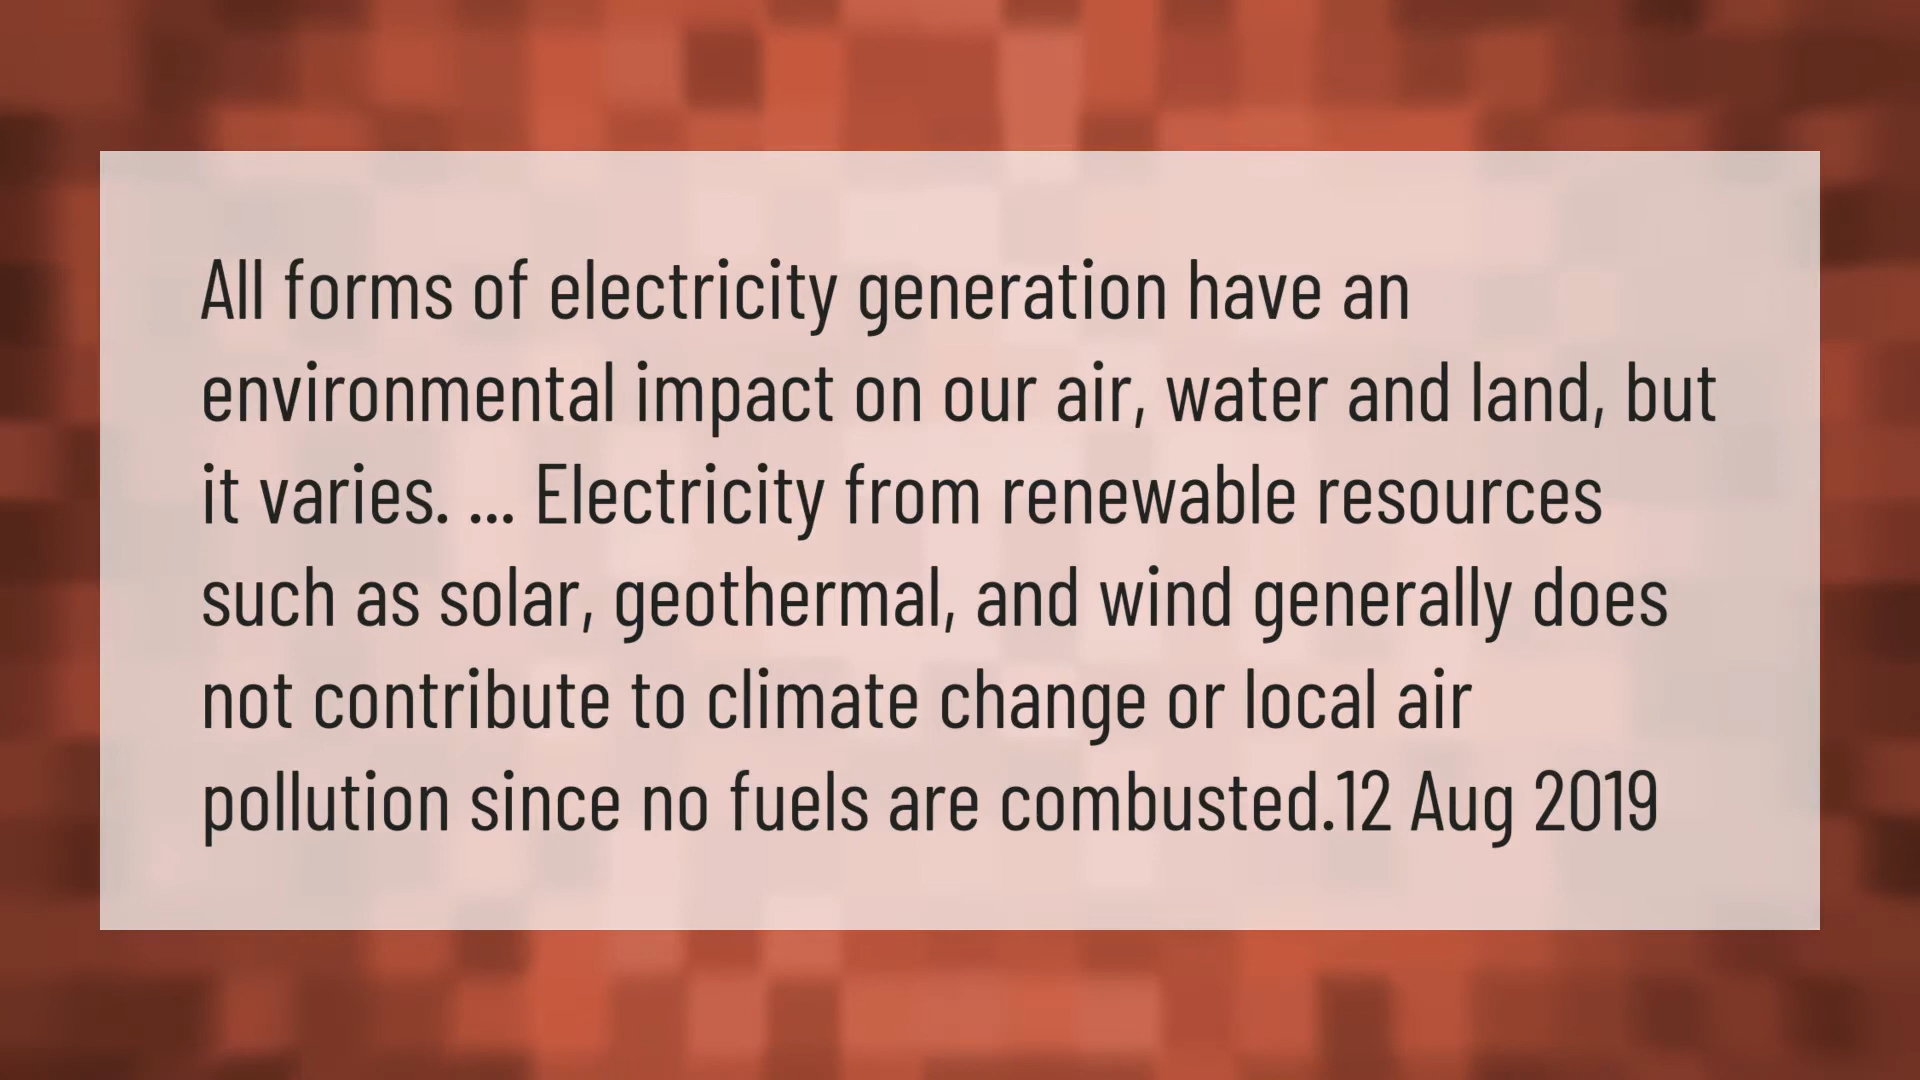 All forms of electricity generation have an
environmental impact on our air, water and land, but
it varies. ... Electricity from renewable resources
such as solar, geothermal, and wind generally does
not contribute to climate change or local air
pollution since no fuels are combusted.12 Aug 2019